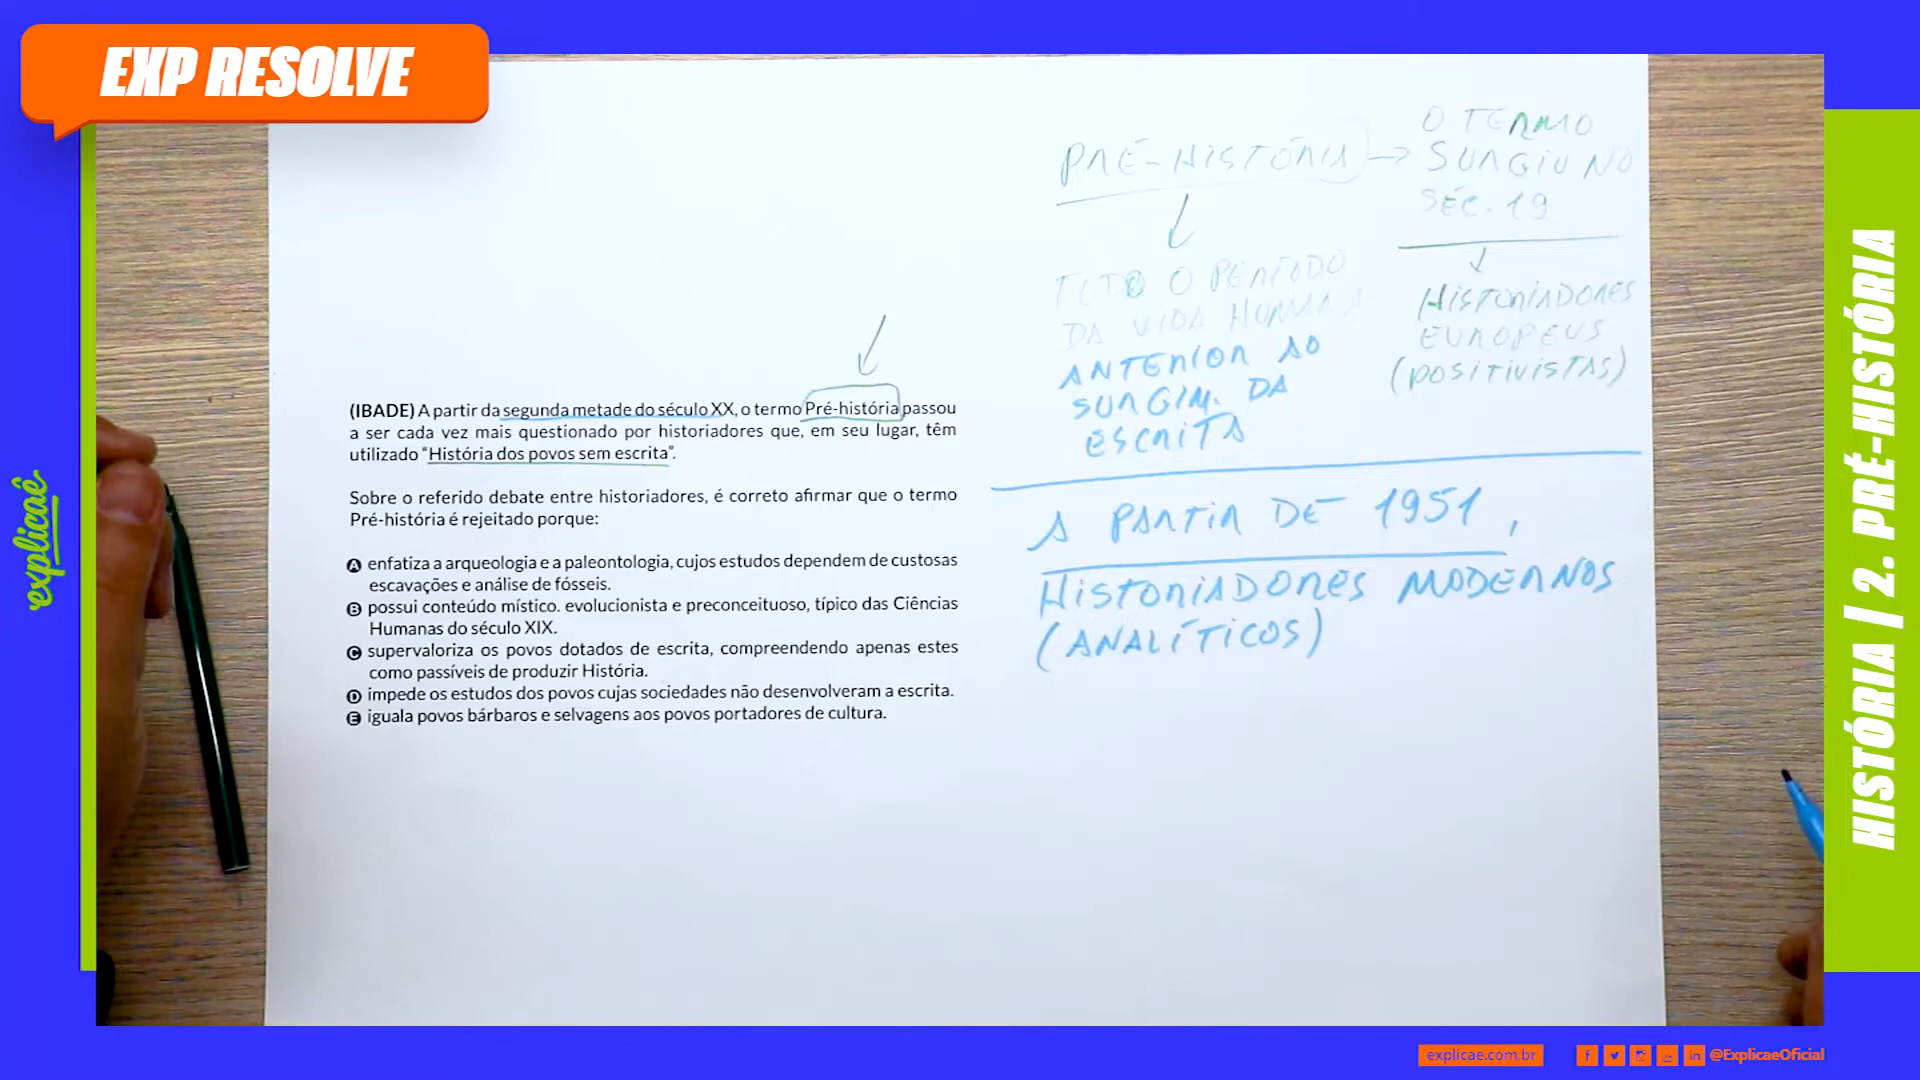 EXP RESOLVE
PRÉ-HISTÓRIA →
O TERMO
SURGIU NO
SÉC. 19
HISTORIADORES
EUROPEUS
(POSITIVISTAS)
TODO O PERÍODO
DA VIDA HUMANA
ANTERIOR AO
SURGIM. DA
ESCRITA
A PARTIR DE 1951,
HISTORIADORES MODERNOS
(ANALÍTICOS)
(IBADE) A partir da segunda metade do século XX, o termo Pré-história passou
a ser cada vez mais questionado por historiadores que, em seu lugar, têm
utilizado “História dos povos sem escrita”.
Sobre o referido debate entre historiadores, é correto afirmar que o termo
Pré-história é rejeitado porque:
A enfatiza a arqueologia e a paleontologia, cujos estudos dependem de custosas
escavações e análise de fósseis.
B possui conteúdo místico. evolucionista e preconceituoso, típico das Ciências
Humanas do século XIX.
C supervaloriza os povos dotados de escrita, compreendendo apenas estes
como passíveis de produzir História.
D impede os estudos dos povos cujas sociedades não desenvolveram a escrita.
E iguala povos bárbaros e selvagens aos povos portadores de cultura.
explicaê
HISTÓRIA | 2. PRÉ-HISTÓRIA
explicae.com.br
@ExplicaeOficial